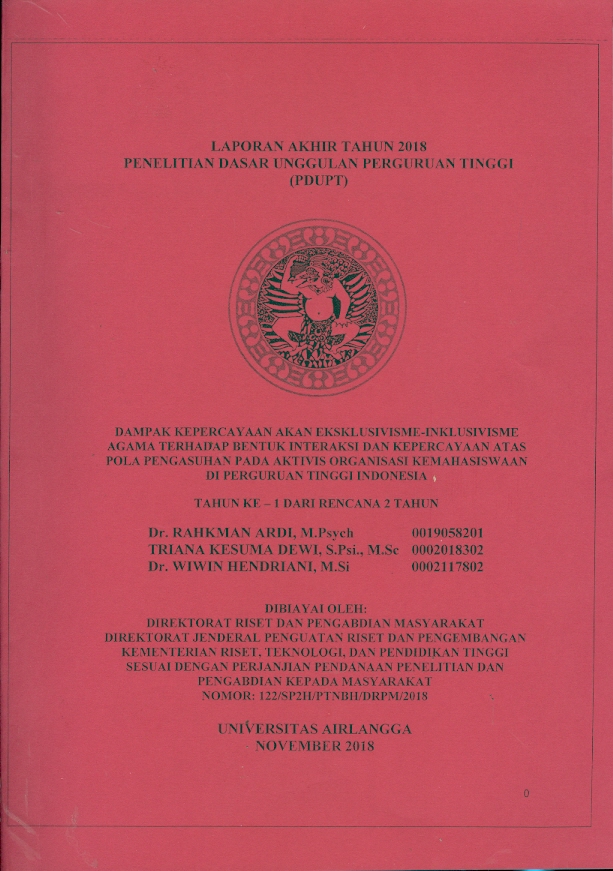 LAPORAN AKHIR TAHUN 2018
PENELITIAN DASAR UNGGULAN PERGURUAN TINGGI
(PDUPT)
DAMPAK KEPERCAYAAN AKAN EKSKLUSIVISME-INKLUSIVISME
AGAMA TERHADAP BENTUK INTERAKSI DAN KEPERCAYAAN ATAS
POLA PENGASUHAN PADA AKTIVIS ORGANISASI KEMAHASISWAAN
DI PERGURUAN TINGGI INDONESIA
TAHUN KE – 1 DARI RENCANA 2 TAHUN
Dr. RAHKMAN ARDI, M.Psych 0019058201
TRIANA KESUMA DEWI, S.Psi., M.Sc 0002018302
Dr. WIWIN HENDRIANI, M.Si 0002117802
DIBIAYAI OLEH:
DIREKTORAT RISET DAN PENGABDIAN MASYARAKAT
DIREKTORAT JENDERAL PENGUATAN RISET DAN PENGEMBANGAN
KEMENTERIAN RISET, TEKNOLOGI, DAN PENDIDIKAN TINGGI
SESUAI DENGAN PERJANJIAN PENDANAAN PENELITIAN DAN
PENGABDIAN KEPADA MASYARAKAT
NOMOR: 122/SP2H/PTNBH/DRPM/2018
UNIVERSITAS AIRLANGGA
NOVEMBER 2018
0